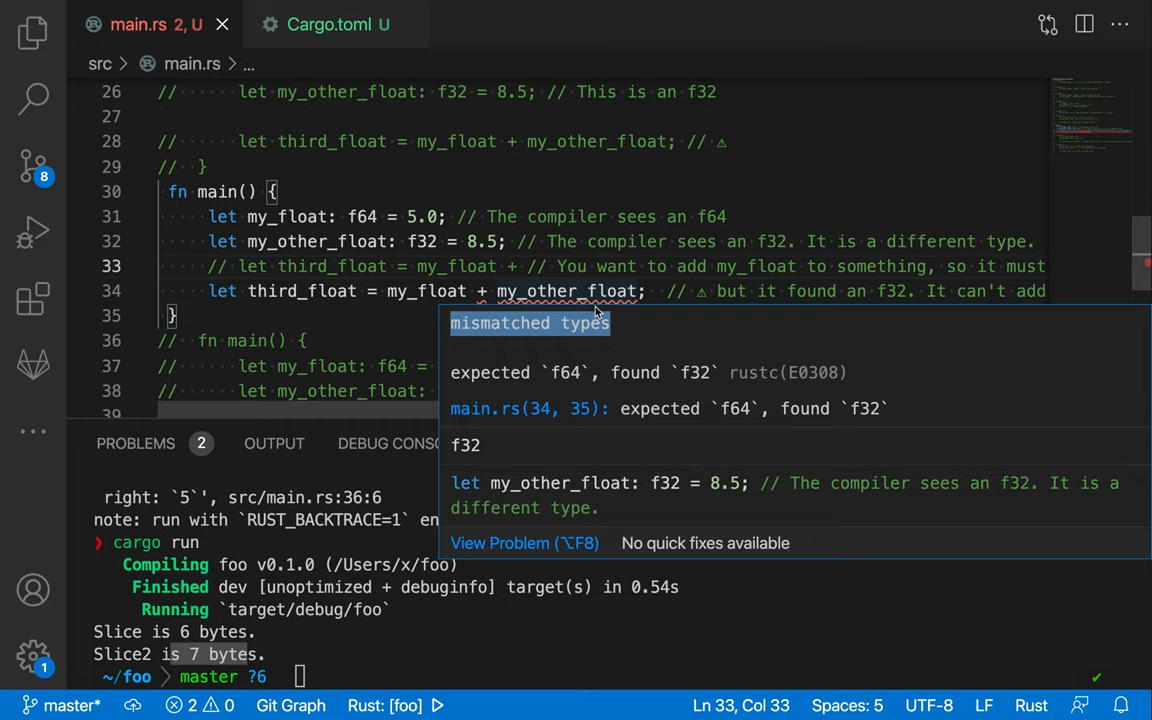 main.rs 2, U
Cargo.toml U
src > main.rs > ...
26 // ······ let my_other_float: f32 = 8.5; // This is an f32
27
28 // ······ let third_float = my_float + my_other_float; // ⚠
29 // · }
30 fn main() {
31 let my_float: f64 = 5.0; // The compiler sees an f64
32 let my_other_float: f32 = 8.5; // The compiler sees an f32. It is a different type.
33 // let third_float = my_float + // You want to add my_float to something, so it must
34 let third_float = my_float + my_other_float; // ⚠ but it found an f32. It can't add
35 }
36 // fn main() {
37 // ······ let my_float: f64 =
38 // ······ let my_other_float:
39
mismatched types
expected `f64`, found `f32` rustc(E0308)
main.rs(34, 35): expected `f64`, found `f32`
f32
let my_other_float: f32 = 8.5; // The compiler sees an f32. It is a
different type.
View Problem (⌥F8) No quick fixes available
8
PROBLEMS 2 OUTPUT DEBUG CONSO
right: `5`', src/main.rs:36:6
note: run with `RUST_BACKTRACE=1` en
❯ cargo run
Compiling foo v0.1.0 (/Users/x/foo)
Finished dev [unoptimized + debuginfo] target(s) in 0.54s
Running `target/debug/foo`
Slice is 6 bytes.
Slice2 is 7 bytes.
~/foo > master ?6 ✔
1
master* 2 0 Git Graph Rust: [foo] Ln 33, Col 33 Spaces: 5 UTF-8 LF Rust